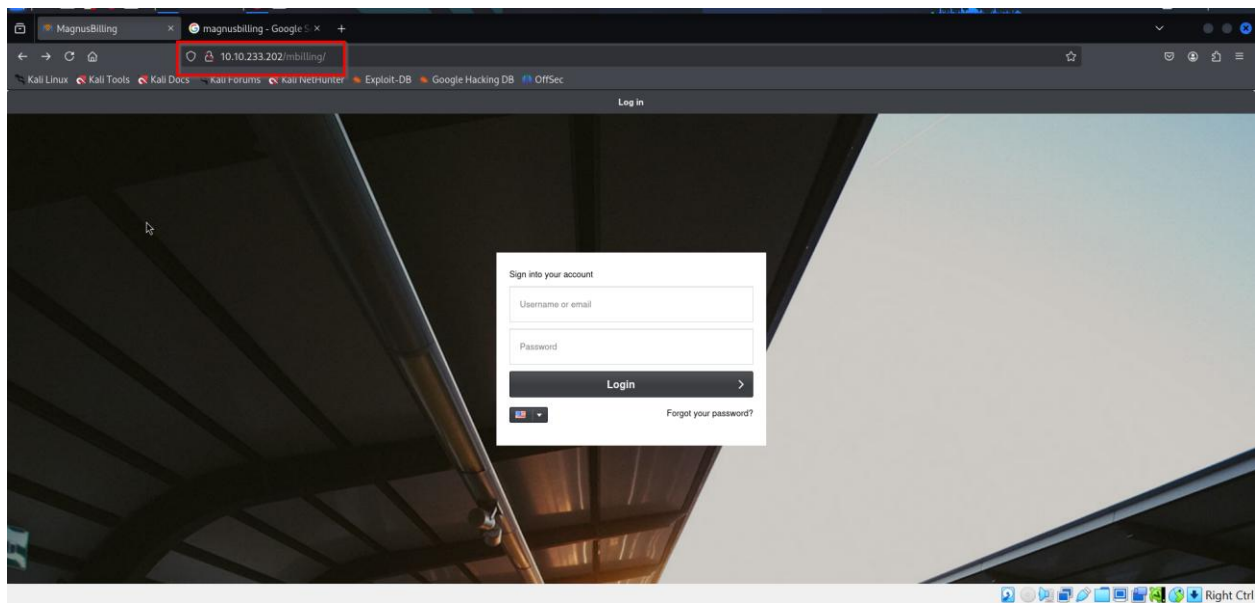 MagnusBilling
magnusbilling - Google S
10.10.233.202/mbilling/
Kali Linux Kali Tools Kali Docs Kali Forums Kali NetHunter Exploit-DB Google Hacking DB OffSec
Log in
Sign into your account
Username or email
Password
Login
Forgot your password?
Right Ctrl